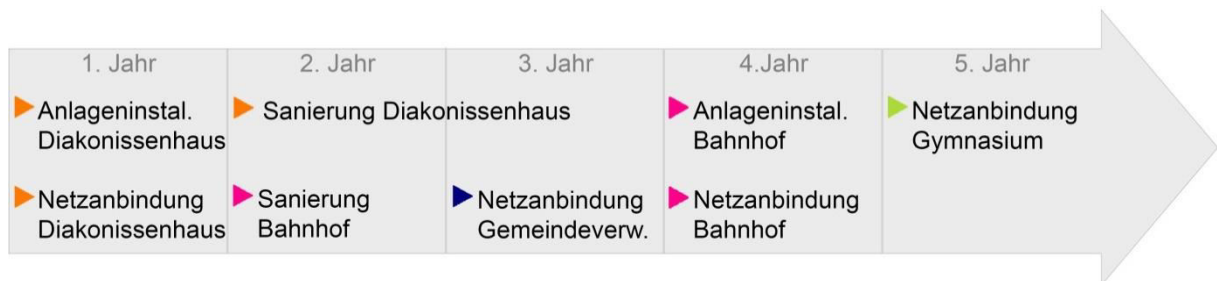 1. Jahr
2. Jahr
3. Jahr
4.Jahr
5. Jahr
Anlageninstal.
Diakonissenhaus
Sanierung Diakonissenhaus
Anlageninstal.
Bahnhof
Netzanbindung
Gymnasium
Netzanbindung
Diakonissenhaus
Sanierung
Bahnhof
Netzanbindung
Gemeindeverw.
Netzanbindung
Bahnhof